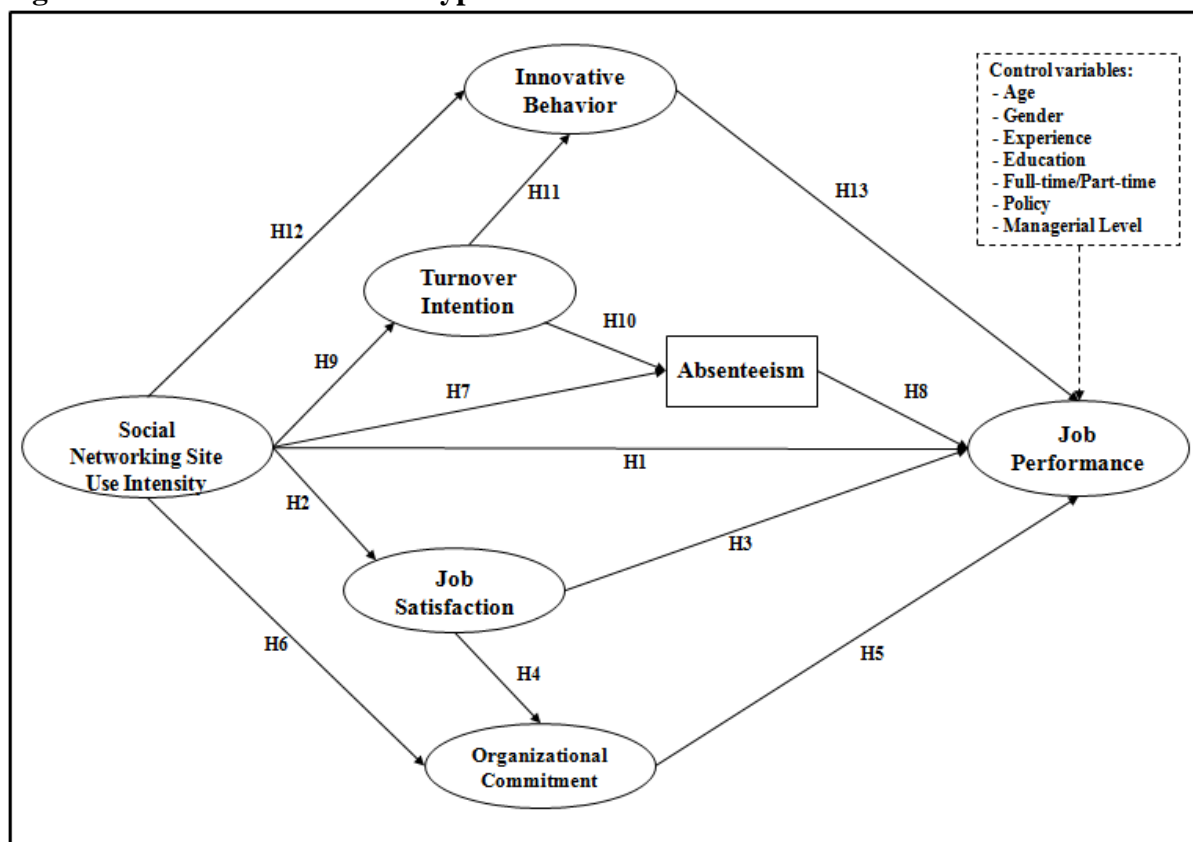 Innovative
Behavior
Control variables:
- Age
- Gender
- Experience
- Education
- Full-time/Part-time
- Policy
- Managerial Level
H12
H11
H13
Turnover
Intention
H10
H9
H7
Absenteeism
H8
Social
Networking Site
Use Intensity
H1
Job
Performance
H2
H3
Job
Satisfaction
H6
H4
H5
Organizational
Commitment